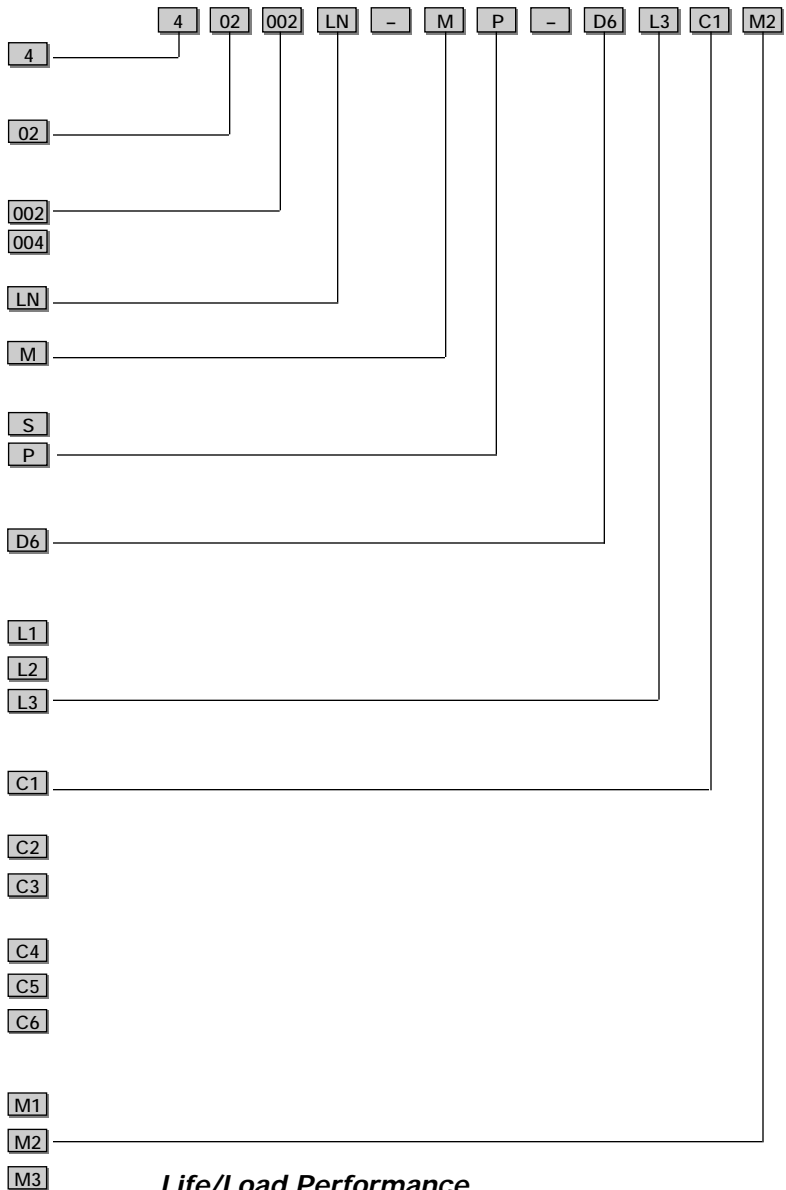 4 02 002 LN – M P – D6 L3 C1 M2
4
02
002
004
LN
M
S
P
D6
L1
L2
L3
C1
C2
C3
C4
C5
C6
M1
M2
M3
Life/Load Performance